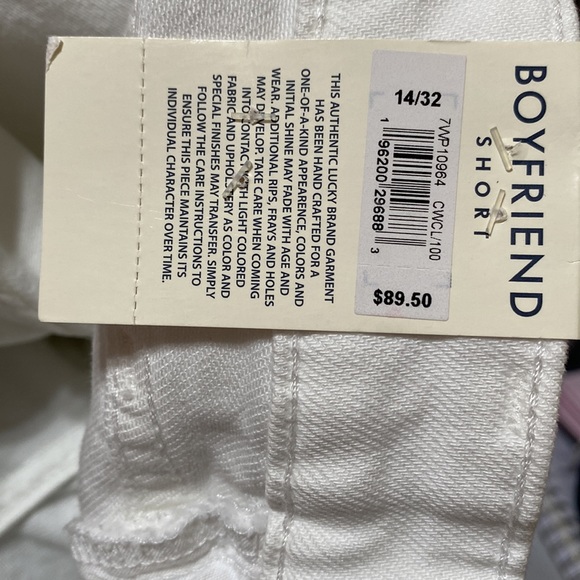 BOYFRIEND
SHORT
14/32
7WP10964 CWCL/100
1 96200 29688 3
$89.50
THIS AUTHENTIC LUCKY BRAND GARMENT
HAS BEEN HAND CRAFTED FOR A
ONE-OF-A-KIND APPEARENCE, COLORS AND
INITIAL SHINE MAY FADE WITH AGE AND
WEAR. ADDITIONAL RIPS, FRAYS AND HOLES
MAY DEVELOP. TAKE CARE WHEN COMING
INTO CONTACT WITH LIGHT COLORED
FABRIC AND UPHOLSTERY AS COLOR AND
SPECIAL FINISHES MAY TRANSFER. SIMPLY
FOLLOW THE CARE INSTRUCTIONS TO
ENSURE THIS PIECE MAINTAINS ITS
INDIVIDUAL CHARACTER OVER TIME.